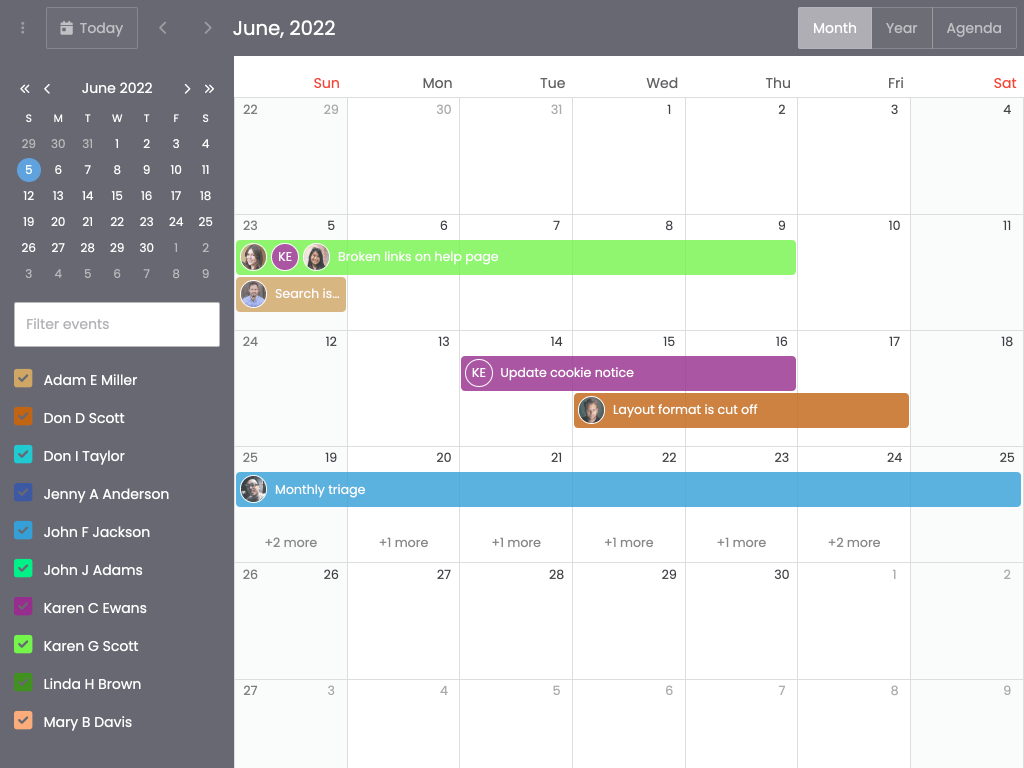 Today
June, 2022
Month Year Agenda
June 2022
S M T W T F S
29 30 31 1 2 3 4
5 6 7 8 9 10 11
12 13 14 15 16 17 18
19 20 21 22 23 24 25
26 27 28 29 30 1 2
3 4 5 6 7 8 9
Filter events
Adam E Miller
Don D Scott
Don I Taylor
Jenny A Anderson
John F Jackson
John J Adams
Karen C Ewans
Karen G Scott
Linda H Brown
Mary B Davis
Sun Mon Tue Wed Thu Fri Sat
22 29 30 31 1 2 3 4
23 5 6 7 8 9 10 11
KE Broken links on help page
Search is...
24 12 13 14 15 16 17 18
KE Update cookie notice
Layout format is cut off
25 19 20 21 22 23 24 25
Monthly triage
+2 more +1 more +1 more +1 more +1 more +2 more
26 26 27 28 29 30 1 2
27 3 4 5 6 7 8 9